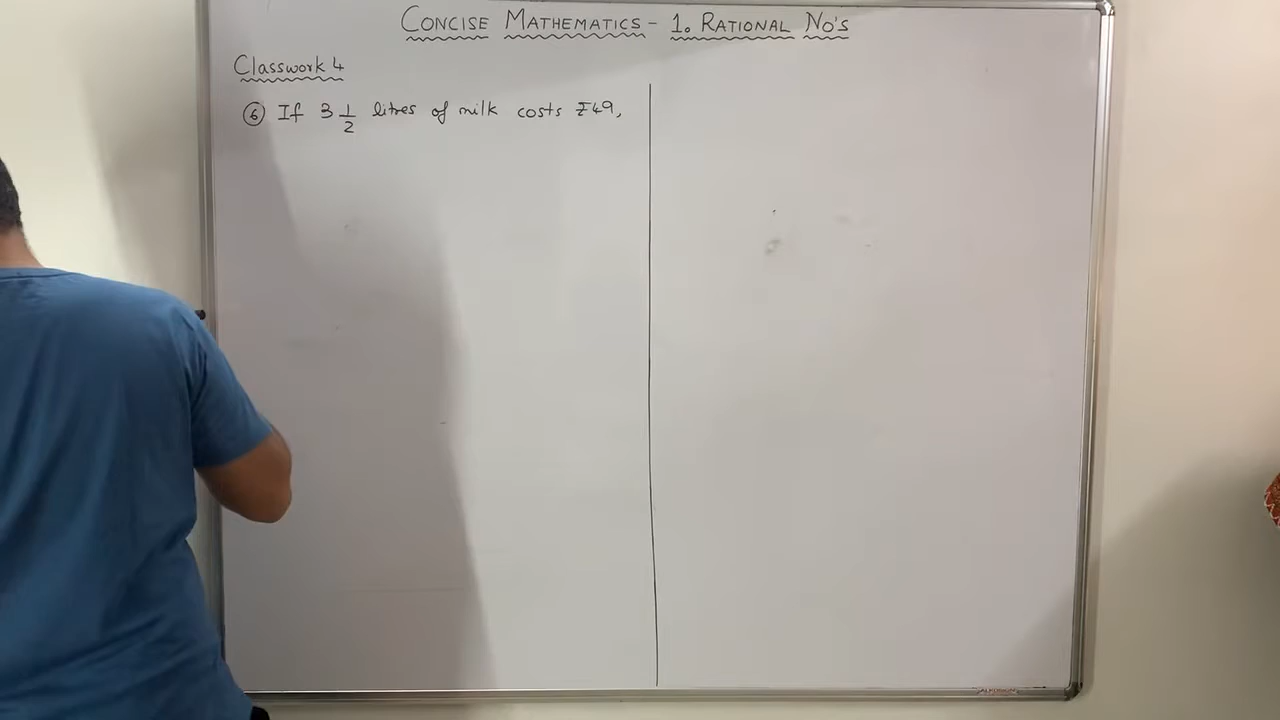 CONCISE MATHEMATICS - 1. RATIONAL NO'S
Classwork 4
⑥ If 3 1/2 litres of milk costs ₹49,